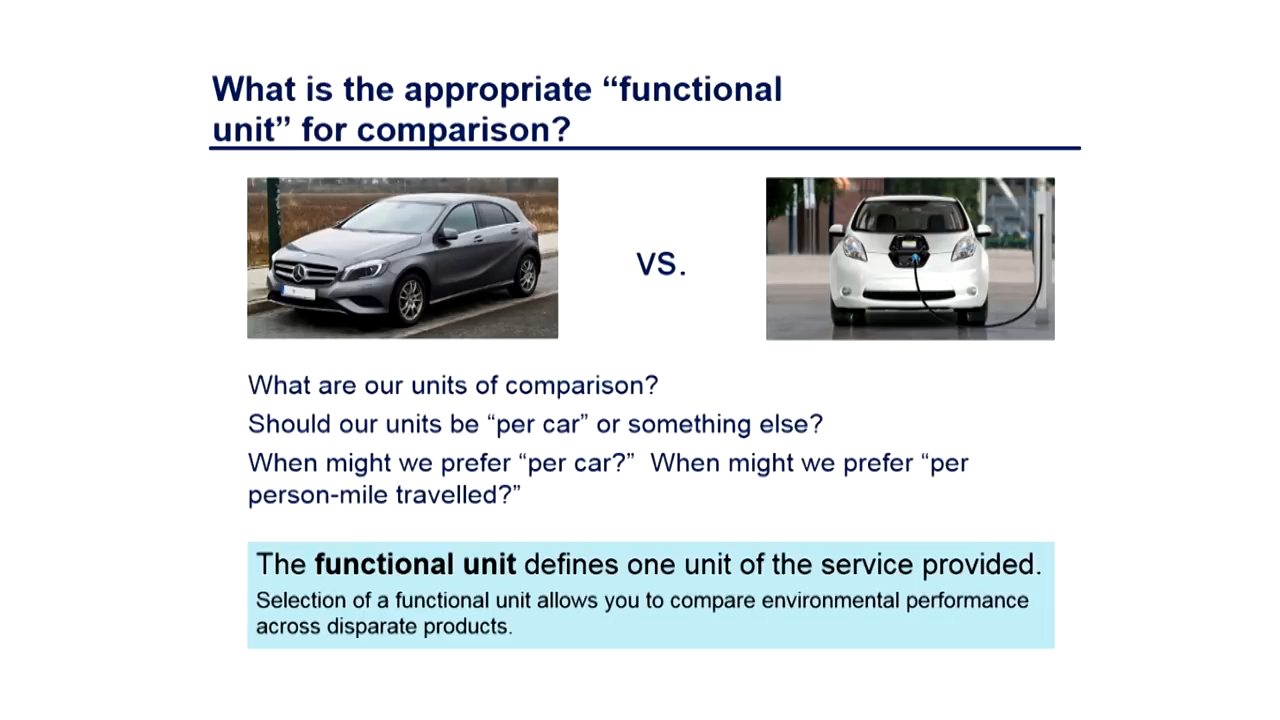 What is the appropriate “functional
unit” for comparison?
vs.
What are our units of comparison?
Should our units be “per car” or something else?
When might we prefer “per car?”  When might we prefer “per
person-mile travelled?”
The functional unit defines one unit of the service provided.
Selection of a functional unit allows you to compare environmental performance
across disparate products.